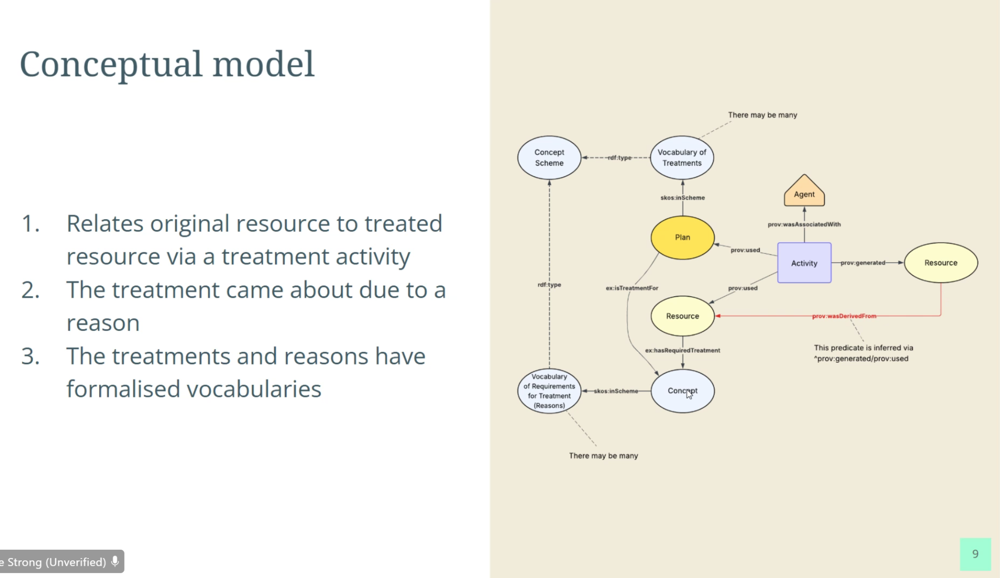 Conceptual model
1. Relates original resource to treated
resource via a treatment activity
2. The treatment came about due to a
reason
3. The treatments and reasons have
formalised vocabularies
There may be many
Concept
Scheme
rdf:type
Vocabulary of
Treatments
skos:inScheme
Agent
prov:wasAssociatedWith
Plan
prov:used
Activity
prov:generated
Resource
rdf:type
ex:isTreatmentFor
prov:used
Resource
prov:wasDerivedFrom
ex:hasRequiredTreatment
This predicate is inferred via
^prov:generated/prov:used
Vocabulary
of Requirements
for Treatment
(Reasons)
skos:inScheme
Concept
There may be many
e Strong (Unverified)
9